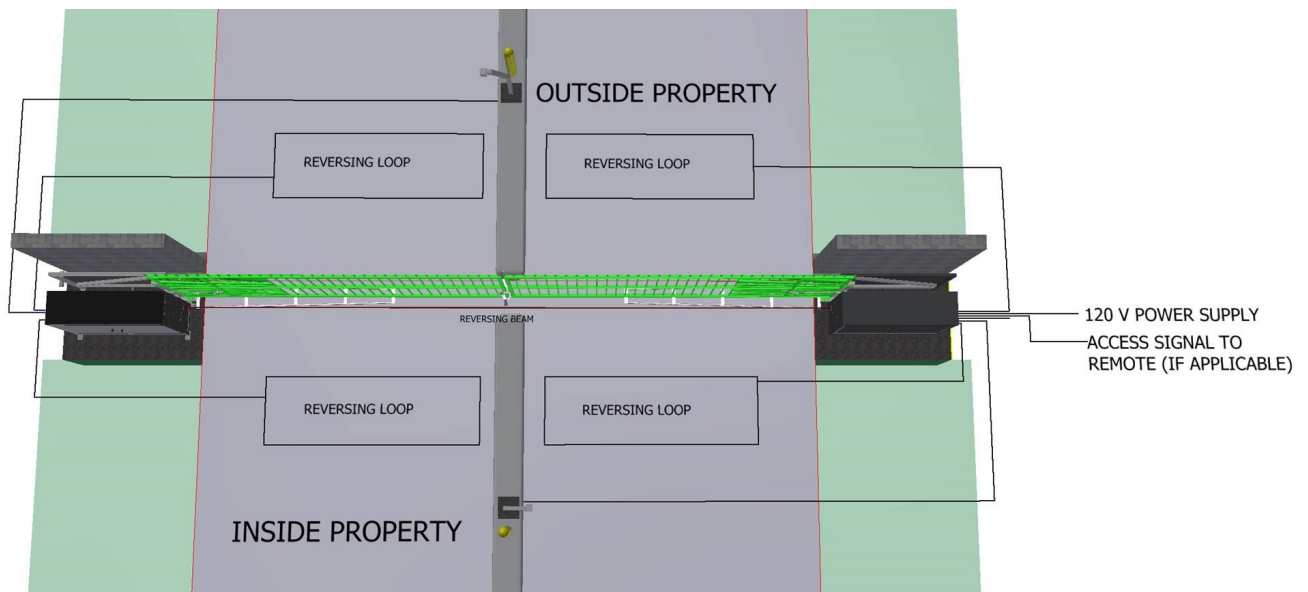 OUTSIDE PROPERTY
REVERSING LOOP
REVERSING LOOP
REVERSING BEAM
120 V POWER SUPPLY
ACCESS SIGNAL TO
REMOTE (IF APPLICABLE)
REVERSING LOOP
REVERSING LOOP
INSIDE PROPERTY